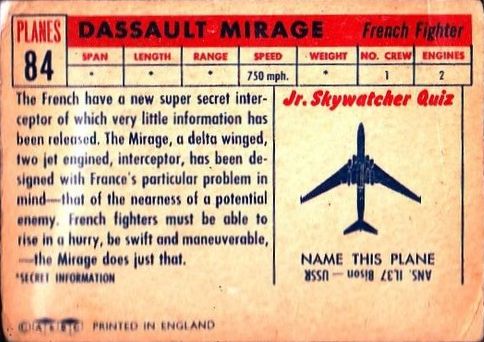 PLANES
84
DASSAULT MIRAGE French Fighter
SPAN LENGTH RANGE SPEED WEIGHT NO. CREW ENGINES
* * * 750 mph. * 1 2
The French have a new super secret inter-
ceptor of which very little information has
been released. The Mirage, a delta winged,
two jet engined, interceptor, has been de-
signed with France's particular problem in
mind—that of the nearness of a potential
enemy. French fighters must be able to
rise in a hurry, be swift and maneuverable,
—the Mirage does just that.
*SECRET INFORMATION
Jr. Skywatcher Quiz
NAME THIS PLANE
ANS. IL37 Bison — USSR
© A&BC PRINTED IN ENGLAND